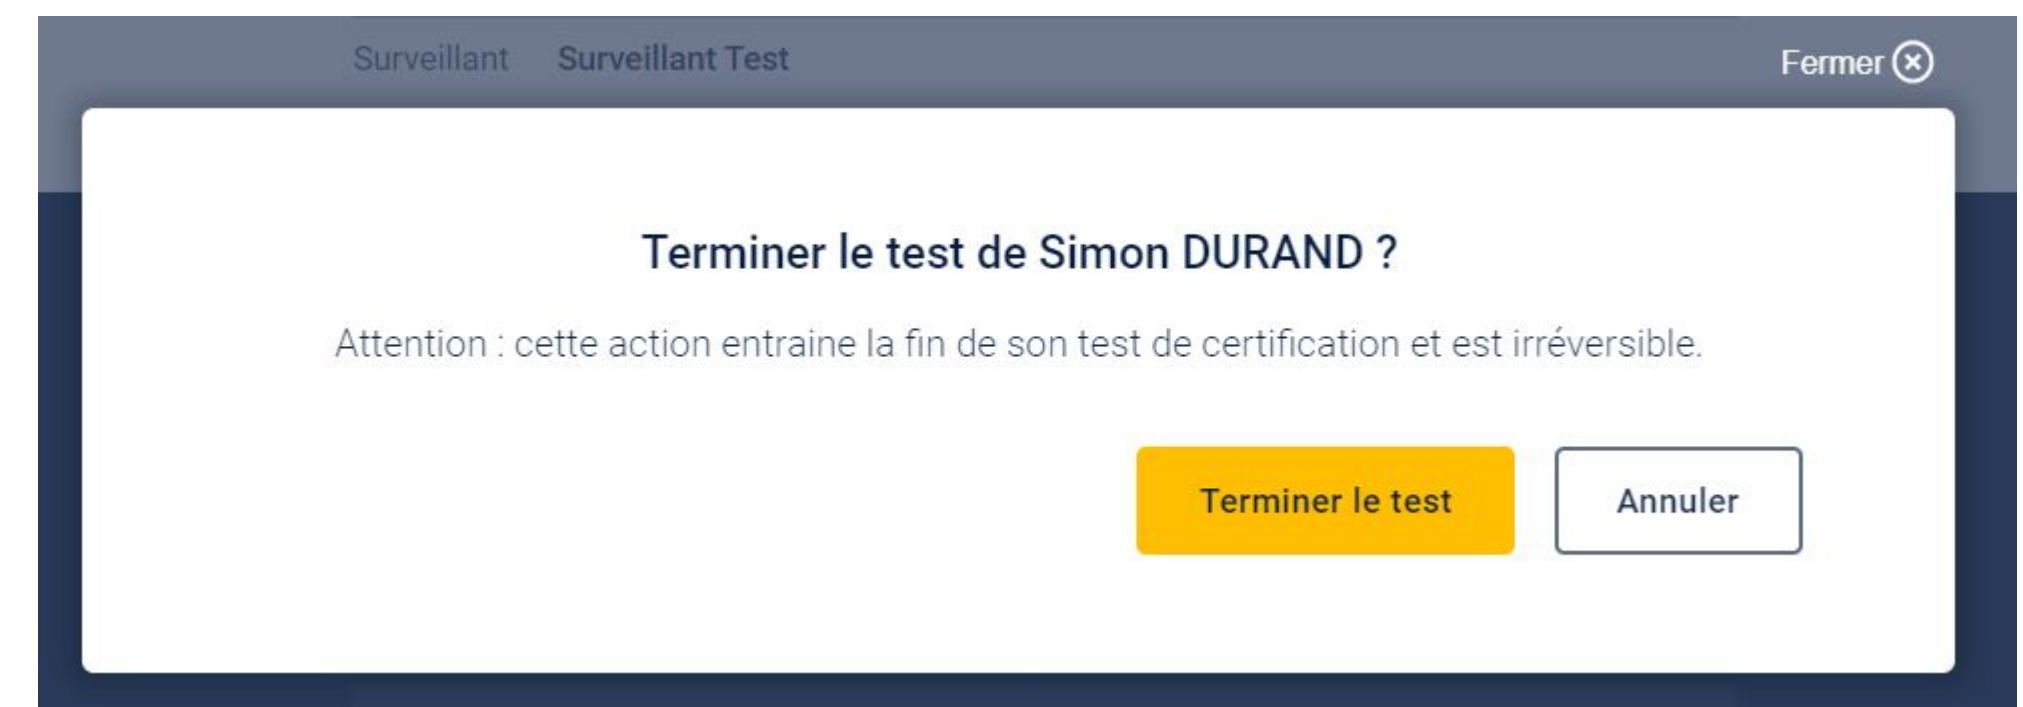 Surveillant Surveillant Test
Fermer
Terminer le test de Simon DURAND ?
Attention : cette action entraine la fin de son test de certification et est irréversible.
Terminer le test
Annuler